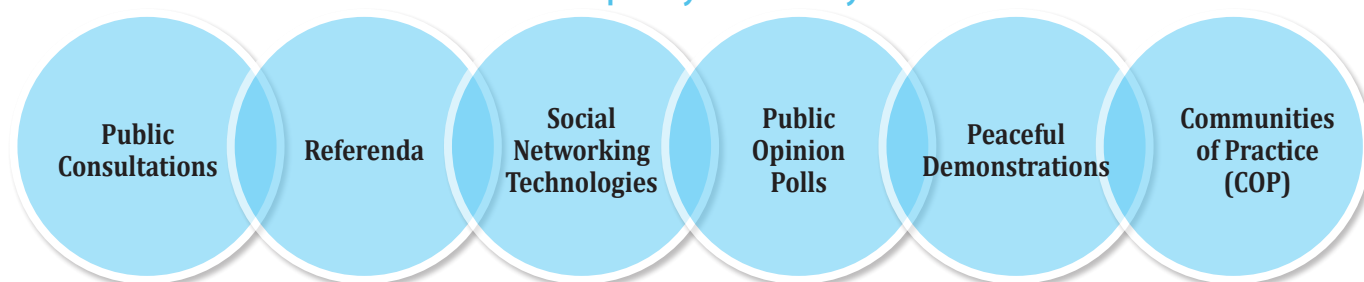 Public
Consultations
Referenda
Social
Networking
Technologies
Public
Opinion
Polls
Peaceful
Demonstrations
Communities
of Practice
(COP)